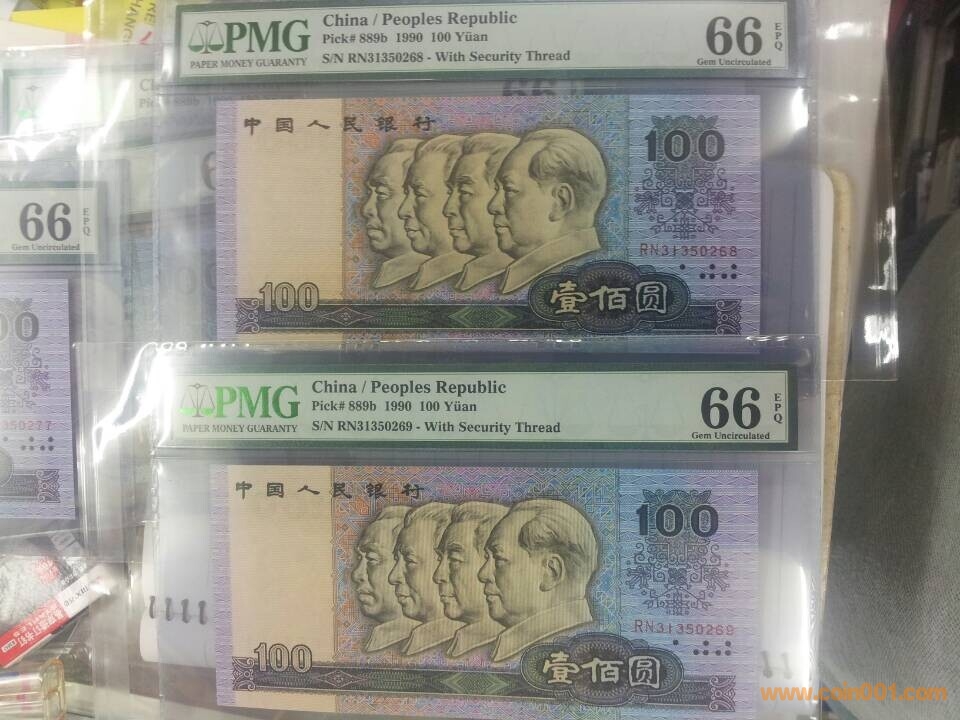 PMG
PAPER MONEY GUARANTY
China / Peoples Republic
Pick# 889b 1990 100 Yüan
S/N RN31350268 - With Security Thread
66
EPQ
Gem Uncirculated
中国人民银行
100
RN31350268
100
壹佰圆
66
EPQ
Gem Uncirculated
350277
PMG
PAPER MONEY GUARANTY
China / Peoples Republic
Pick# 889b 1990 100 Yüan
S/N RN31350269 - With Security Thread
66
EPQ
Gem Uncirculated
中国人民银行
100
RN31350269
100
壹佰圆
www.coin001.com